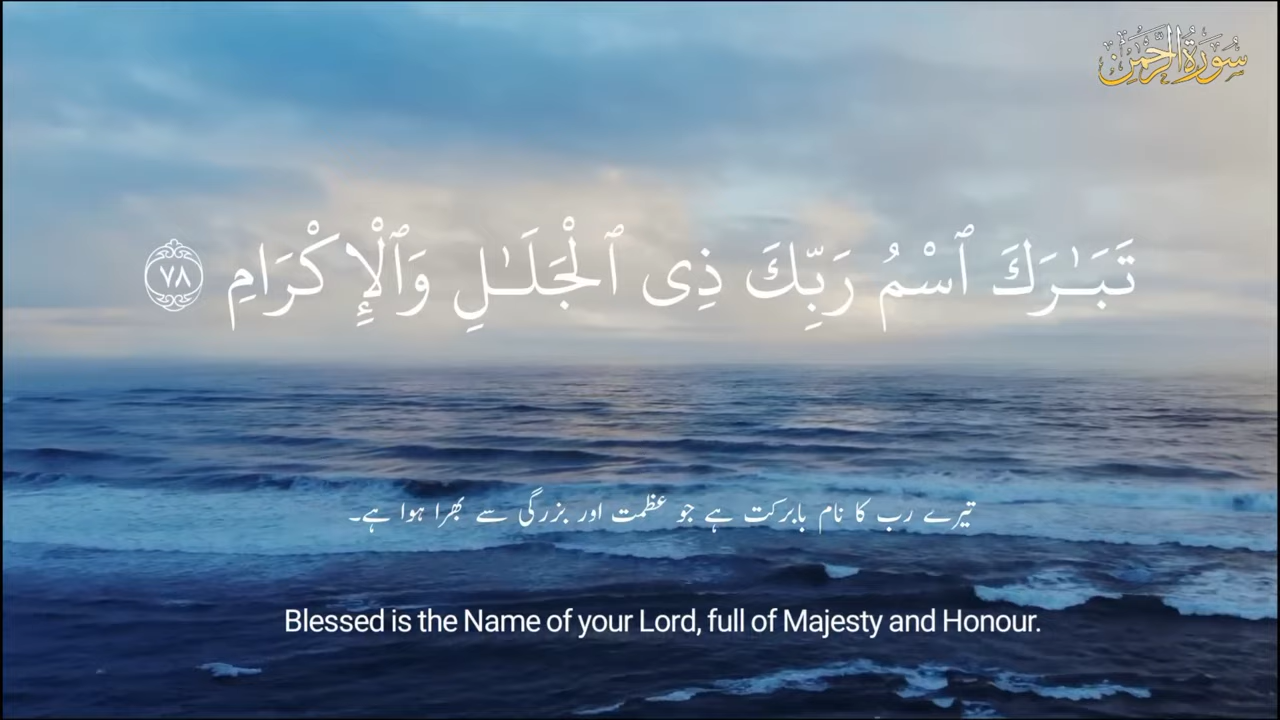 سُورَةُ الرَّحْمٰن
تَبَـٰرَكَ ٱسْمُ رَبِّكَ ذِى ٱلْجَلَـٰلِ وَٱلْإِكْرَامِ ٧٨
تیرے رب کا نام بابرکت ہے جو عظمت اور بزرگی سے بھرا ہوا ہے۔
Blessed is the Name of your Lord, full of Majesty and Honour.